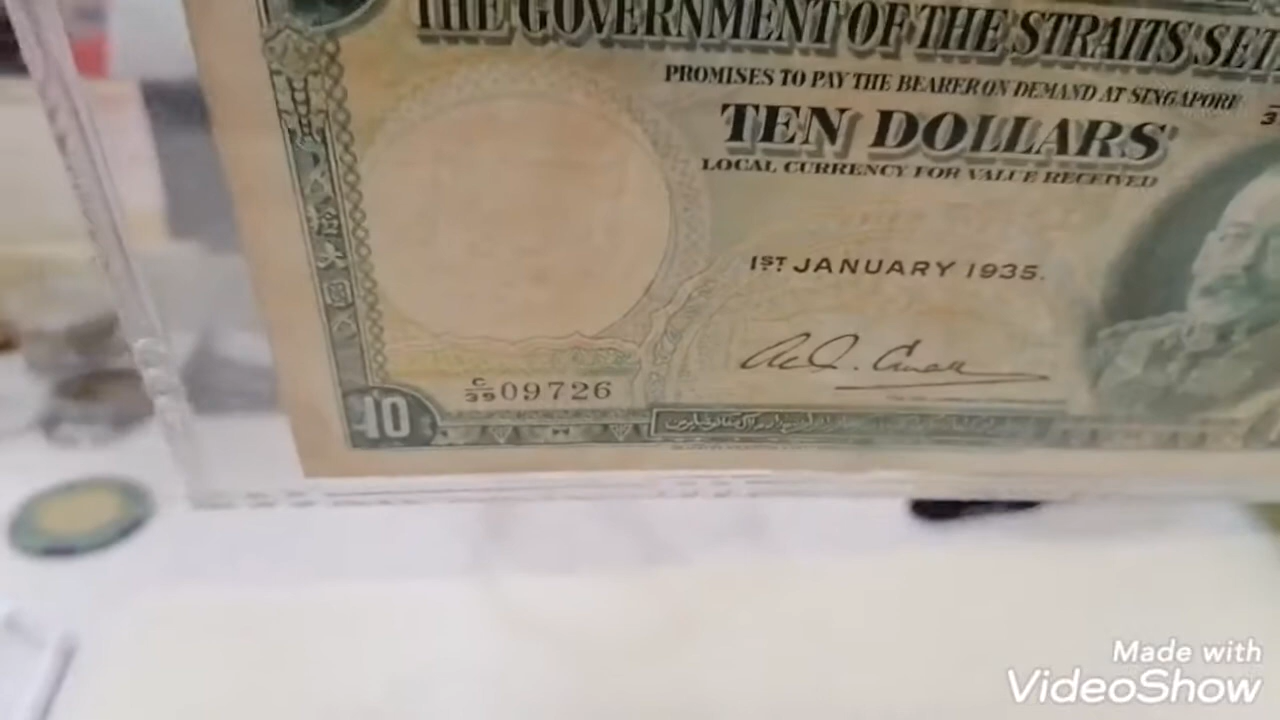 THE GOVERNMENT OF THE STRAITS SET
PROMISES TO PAY THE BEARER ON DEMAND AT SINGAPORE
TEN DOLLARS
LOCAL CURRENCY FOR VALUE RECEIVED
1ST JANUARY 1935.
C/39 09726
10
Made with
VideoShow